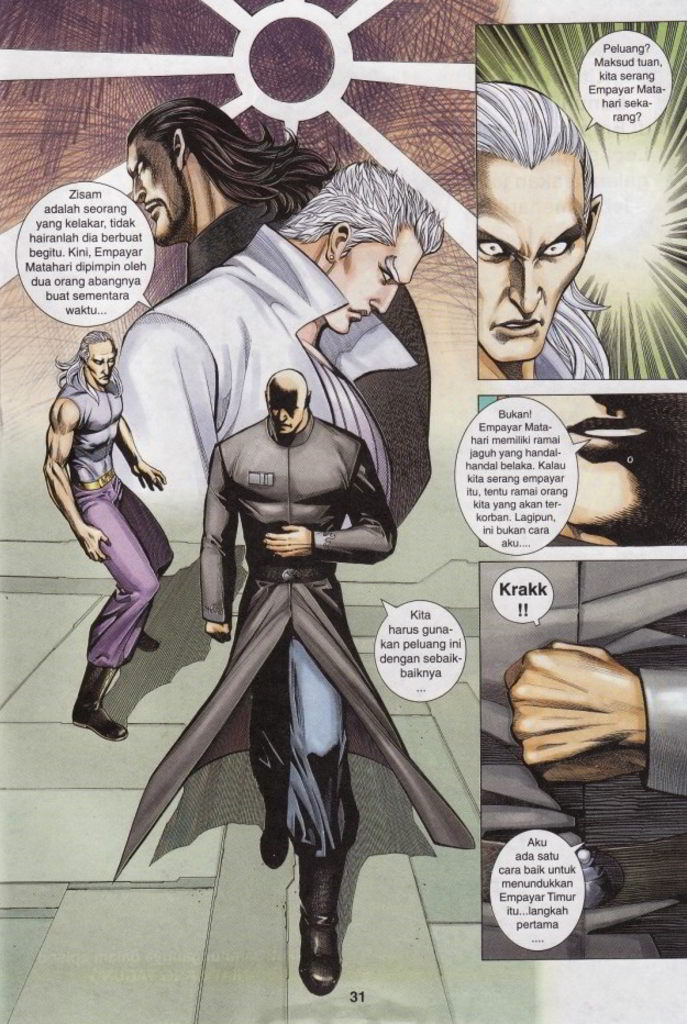 Zisam
adalah seorang
yang kelakar, tidak
hairanlah dia berbuat
begitu. Kini, Empayar
Matahari dipimpin oleh
dua orang abangnya
buat sementara
waktu...
Kita
harus guna-
kan peluang ini
dengan sebaik-
baiknya
...
Peluang?
Maksud tuan,
kita serang
Empayar Mata-
hari seka-
rang?
Bukan!
Empayar Mata-
hari memiliki ramai
jaguh yang handal-
handal belaka. Kalau
kita serang empayar
itu, tentu ramai orang
kita yang akan ter-
korban. Lagipun,
ini bukan cara
aku....
Krakk
!!
Aku
ada satu
cara baik untuk
menundukkan
Empayar Timur
itu...langkah
pertama
....
31